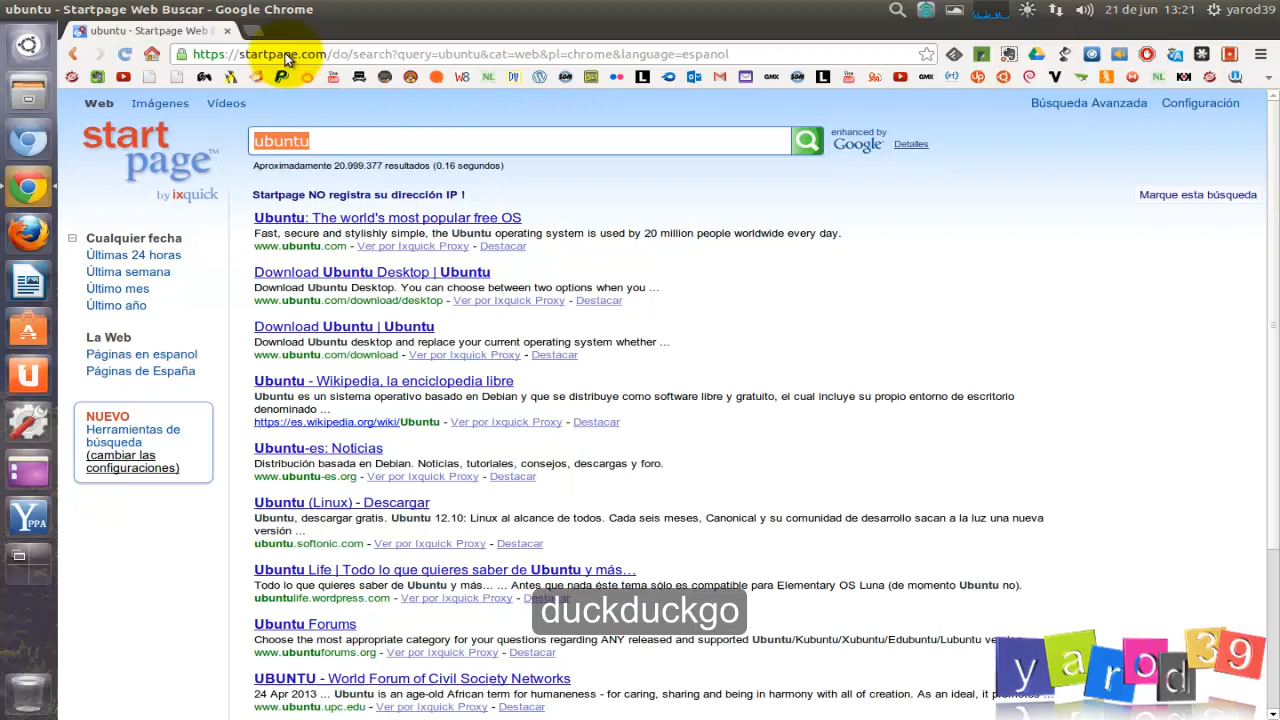 ubuntu - Startpage Web Buscar - Google Chrome
21 de jun 13:21 yarod39
ubuntu - Startpage Web B
https://startpage.com/do/search?query=ubuntu&cat=web&pl=chrome&language=espanol
Web Imágenes Vídeos
Búsqueda Avanzada Configuración
start
page™
by ixquick
ubuntu
enhanced by
Google™
Detalles
Aproximadamente 20.999.377 resultados (0.16 segundos)
Startpage NO registra su dirección IP !
Marque esta búsqueda
Cualquier fecha
Últimas 24 horas
Última semana
Último mes
Último año
La Web
Páginas en espanol
Páginas de España
NUEVO
Herramientas de
búsqueda
(cambiar las
configuraciones)
Ubuntu: The world's most popular free OS
Fast, secure and stylishly simple, the Ubuntu operating system is used by 20 million people worldwide every day.
www.ubuntu.com - Ver por Ixquick Proxy - Destacar
Download Ubuntu Desktop | Ubuntu
Download Ubuntu Desktop. You can choose between two options when you ...
www.ubuntu.com/download/desktop - Ver por Ixquick Proxy - Destacar
Download Ubuntu | Ubuntu
Download Ubuntu desktop and replace your current operating system whether ...
www.ubuntu.com/download - Ver por Ixquick Proxy - Destacar
Ubuntu - Wikipedia, la enciclopedia libre
Ubuntu es un sistema operativo basado en Debian y que se distribuye como software libre y gratuito, el cual incluye su propio entorno de escritorio
denominado ...
https://es.wikipedia.org/wiki/Ubuntu - Ver por Ixquick Proxy - Destacar
Ubuntu-es: Noticias
Distribución basada en Debian. Noticias, tutoriales, consejos, descargas y foro.
www.ubuntu-es.org - Ver por Ixquick Proxy - Destacar
Ubuntu (Linux) - Descargar
Ubuntu, descargar gratis. Ubuntu 12.10: Linux al alcance de todos. Cada seis meses, Canonical y su comunidad de desarrollo sacan a la luz una nueva
versión ...
ubuntu.softonic.com - Ver por Ixquick Proxy - Destacar
Ubuntu Life | Todo lo que quieres saber de Ubuntu y más…
Todo lo que quieres saber de Ubuntu y más… ... Antes que nada éste tema sólo es compatible para Elementary OS Luna (de momento Ubuntu no).
ubuntulife.wordpress.com - Ver por Ixquick Proxy -
duckduckgo
Ubuntu Forums
Choose the most appropriate category for your questions regarding ANY released and supported Ubuntu/Kubuntu/Xubuntu/Edubuntu/Lubuntu
www.ubuntuforums.org - Ver por Ixquick Proxy - Destacar
UBUNTU - World Forum of Civil Society Networks
24 Apr 2013 ... Ubuntu is an age-old African term for humaneness - for caring, sharing and being in harmony with all of creation. As an ideal, it
www.ubuntu.upc.edu - Ver por Ixquick Proxy - Destacar
yarod39
YPPA